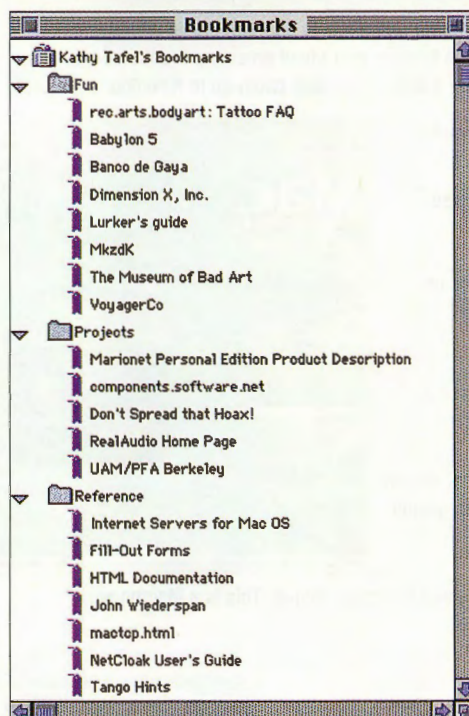 Bookmarks
Kathy Tafel's Bookmarks
Fun
rec.arts.bodyart: Tattoo FAQ
Babylon 5
Banco de Gaya
Dimension X, Inc.
Lurker's guide
MkzdK
The Museum of Bad Art
VoyagerCo
Projects
Marionet Personal Edition Product Description
components.software.net
Don't Spread that Hoax!
RealAudio Home Page
UAM/PFA Berkeley
Reference
Internet Servers for Mac OS
Fill-Out Forms
HTML Documentation
John Wiederspan
mactop.html
NetCloak User's Guide
Tango Hints